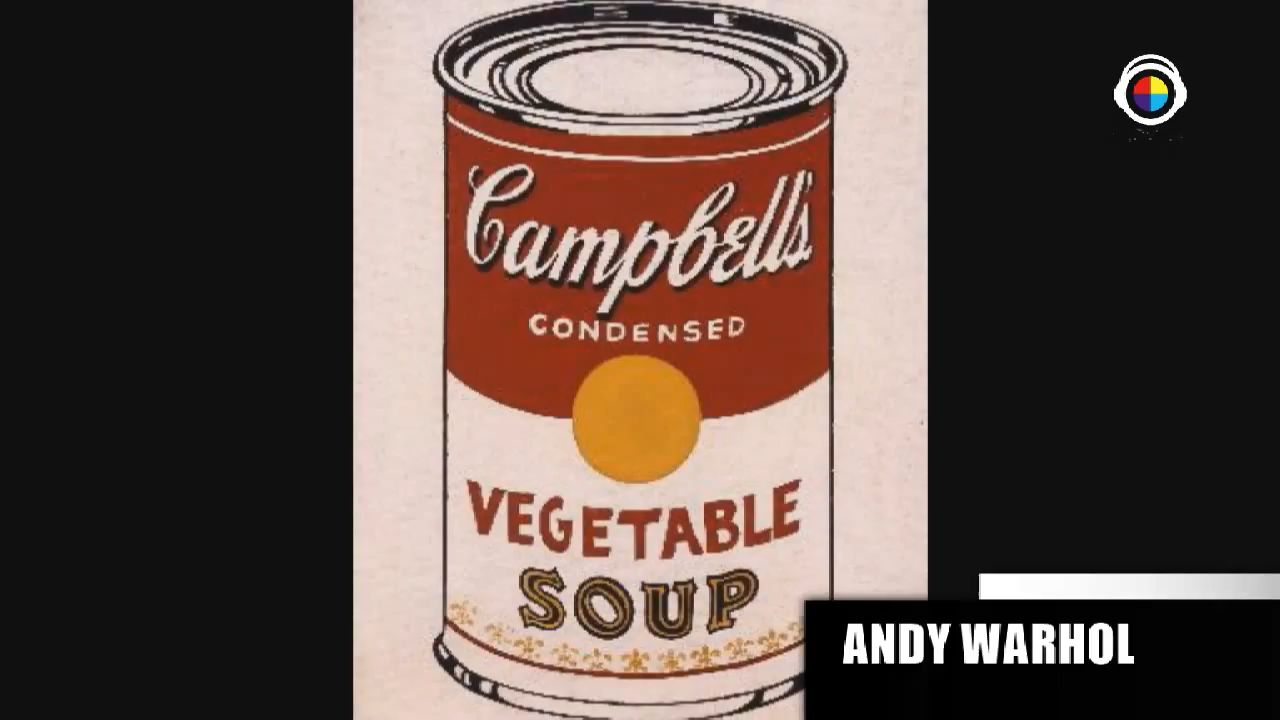 Campbell's
CONDENSED
VEGETABLE
SOUP
ANDY WARHOL